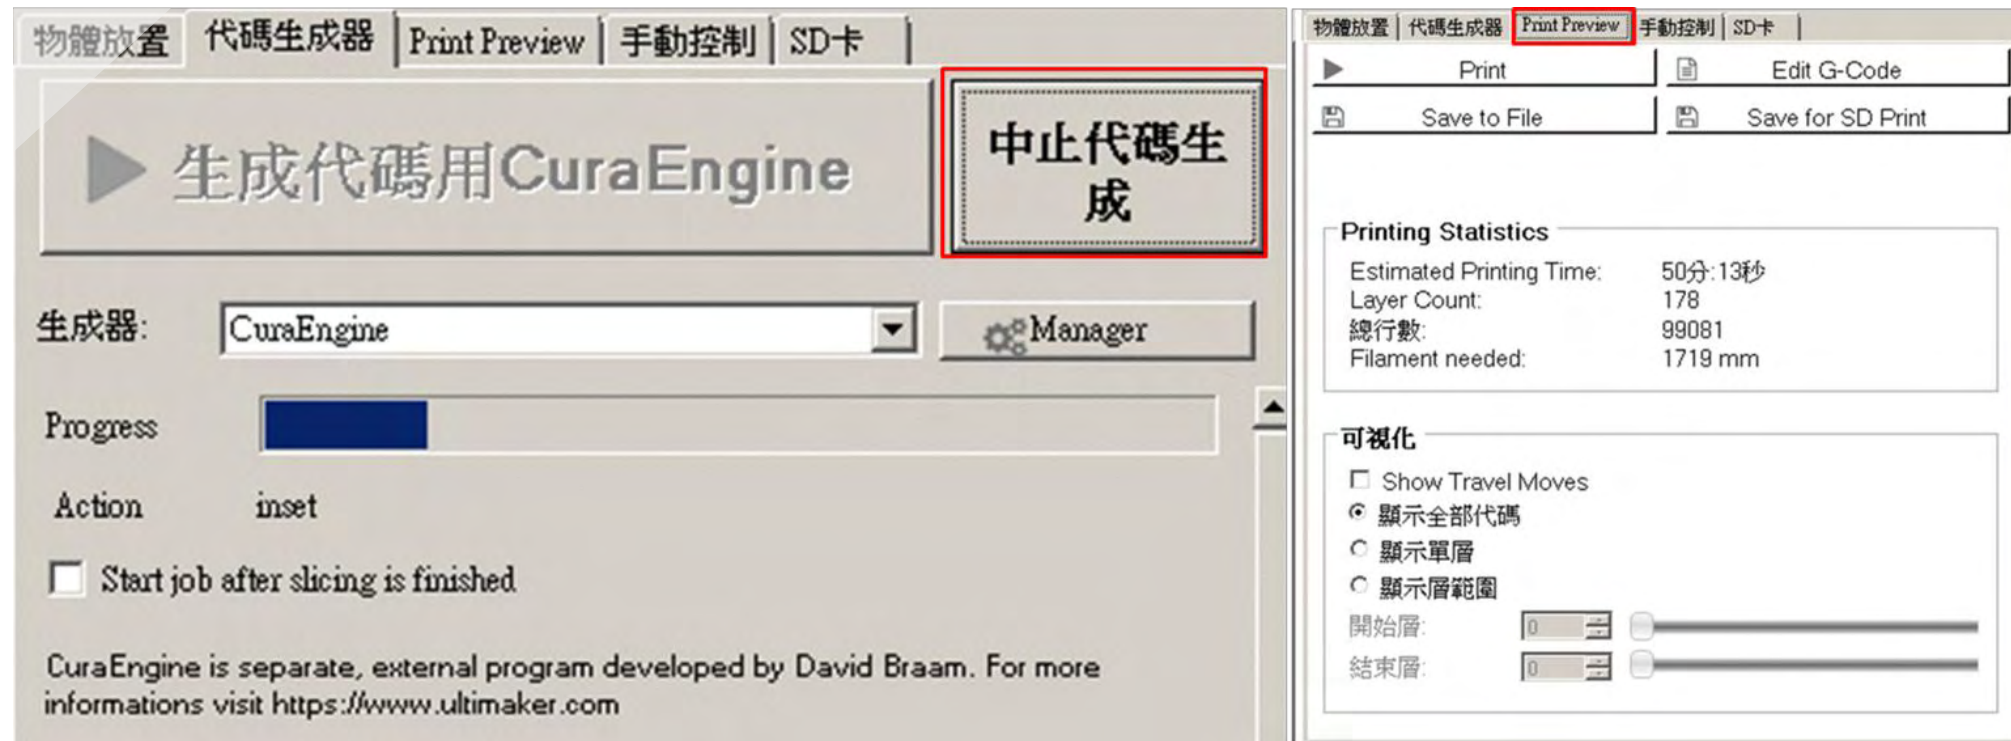 物體放置 代碼生成器 Print Preview 手動控制 SD卡
生成代碼用CuraEngine
中止代碼生
成
生成器: CuraEngine Manager
Progress
Action inset
Start job after slicing is finished
CuraEngine is separate, external program developed by David Braam. For more
informations visit https://www.ultimaker.com
物體放置 代碼生成器 Print Preview 手動控制 SD卡
Print Edit G-Code
Save to File Save for SD Print
Printing Statistics
Estimated Printing Time: 50分:13秒
Layer Count: 178
總行數: 99081
Filament needed: 1719 mm
可視化
Show Travel Moves
顯示全部代碼
顯示單層
顯示層範圍
開始層: 0
結束層: 0